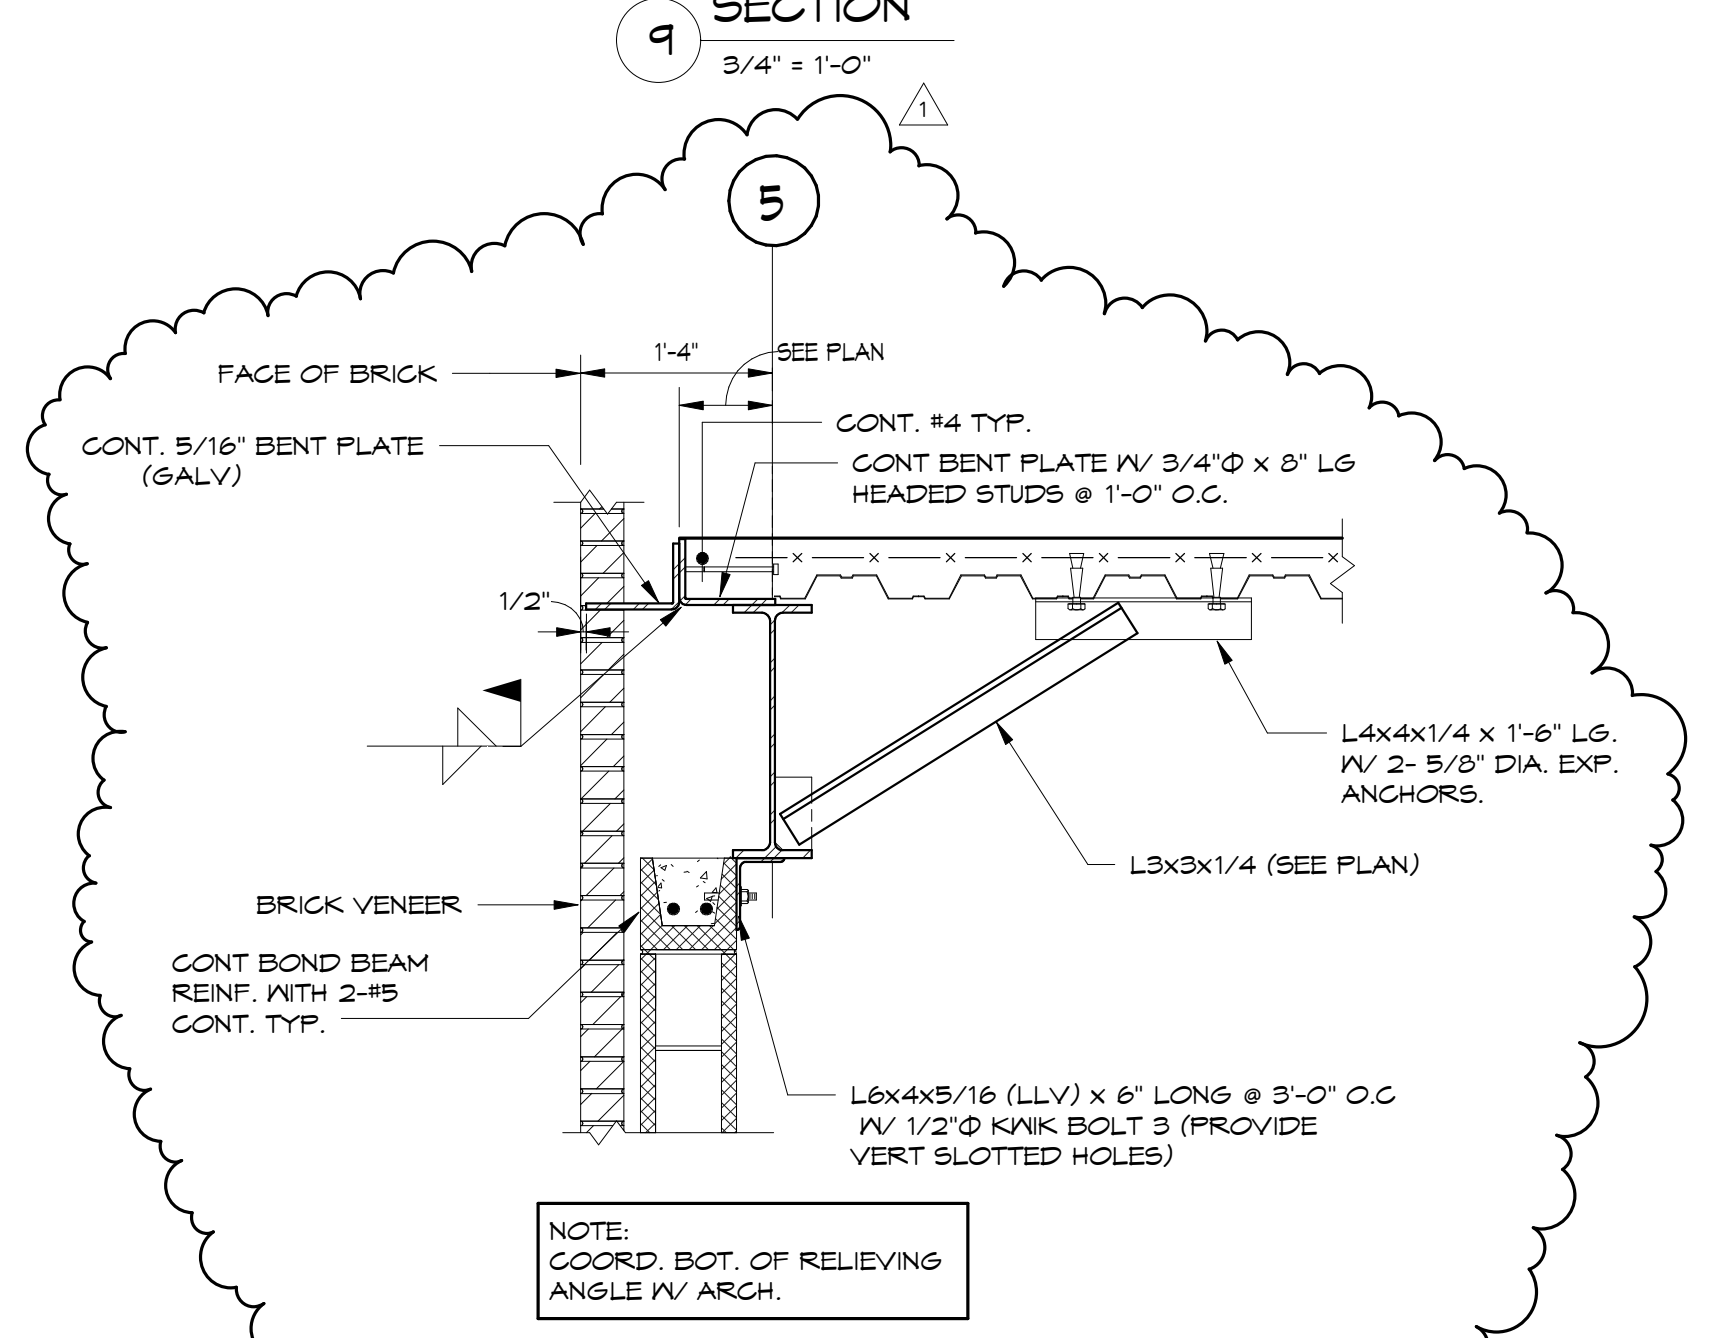 SECTION
9
3/4" = 1'-0"
1
5
1'-4"
SEE PLAN
FACE OF BRICK
CONT. #4 TYP.
CONT. 5/16" BENT PLATE
(GALV)
CONT BENT PLATE W/ 3/4"Φ x 8" LG
HEADED STUDS @ 1'-0" O.C.
1/2"
L4x4x1/4 x 1'-6" LG.
W/ 2- 5/8" DIA. EXP.
ANCHORS.
L3x3x1/4 (SEE PLAN)
BRICK VENEER
CONT BOND BEAM
REINF. WITH 2-#5
CONT. TYP.
L6x4x5/16 (LLV) x 6" LONG @ 3'-0" O.C
W/ 1/2"Φ KWIK BOLT 3 (PROVIDE
VERT SLOTTED HOLES)
NOTE:
COORD. BOT. OF RELIEVING
ANGLE W/ ARCH.